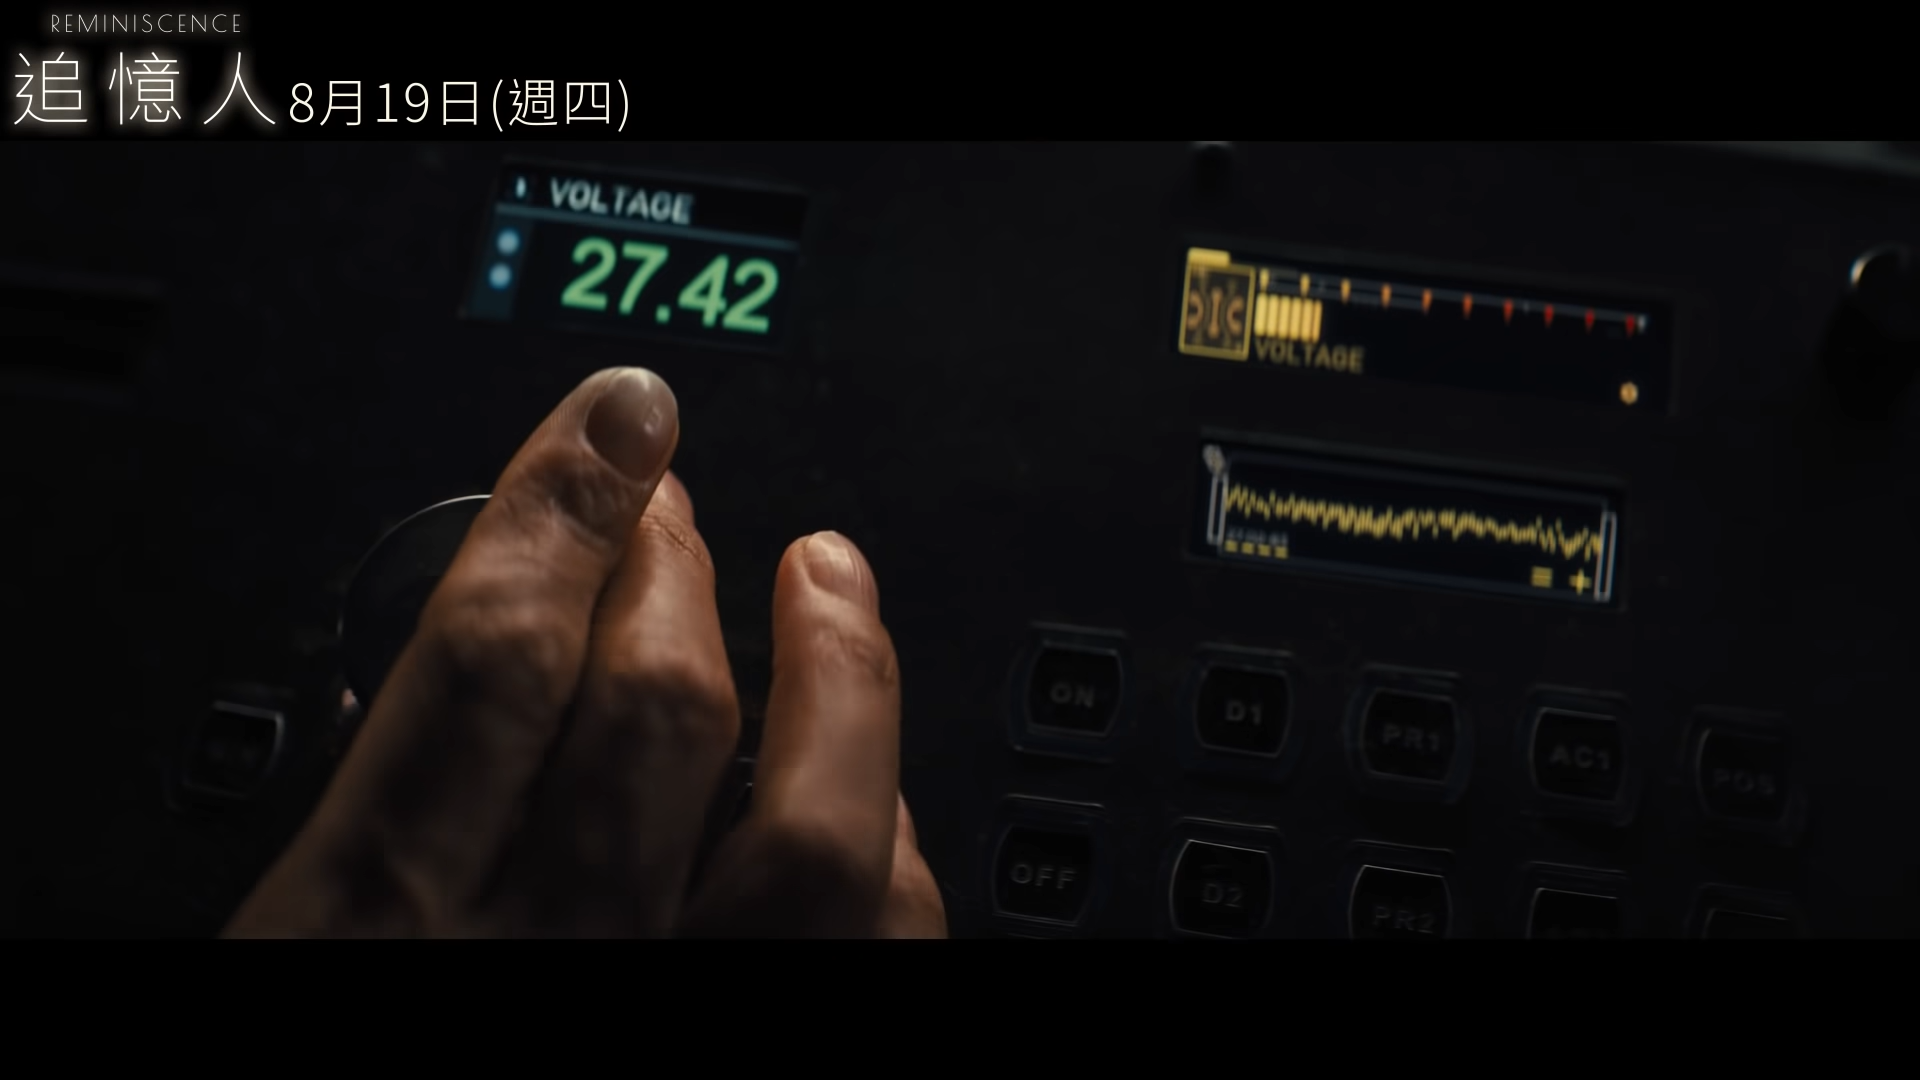 REMINISCENCE
追憶人 8月19日(週四)
VOLTAGE
27.42
VOLTAGE
ON D1 PR1 AC1 POS
OFF D2 PR2